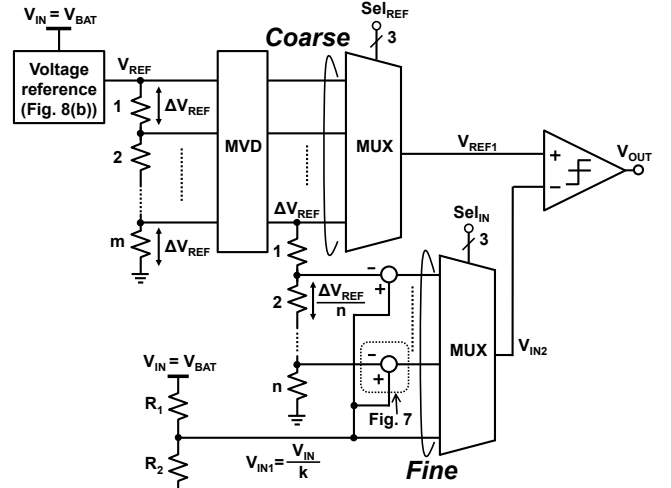 V_IN = V_BAT
Sel_REF
3
Coarse
Voltage
reference
(Fig. 8(b))
V_REF
1
ΔV_REF
2
m
ΔV_REF
MVD
MUX
V_REF1
+
−
V_OUT
ΔV_REF
1
2
ΔV_REF
n
n
−
+
−
+
Fig. 7
Sel_IN
3
MUX
V_IN2
V_IN = V_BAT
R_1
R_2
V_IN1 = V_IN
k
Fine